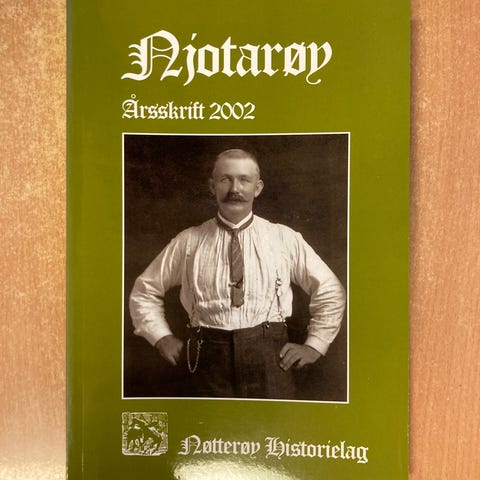 Njotarøy
Årsskrift 2002
Nøtterøy Historielag